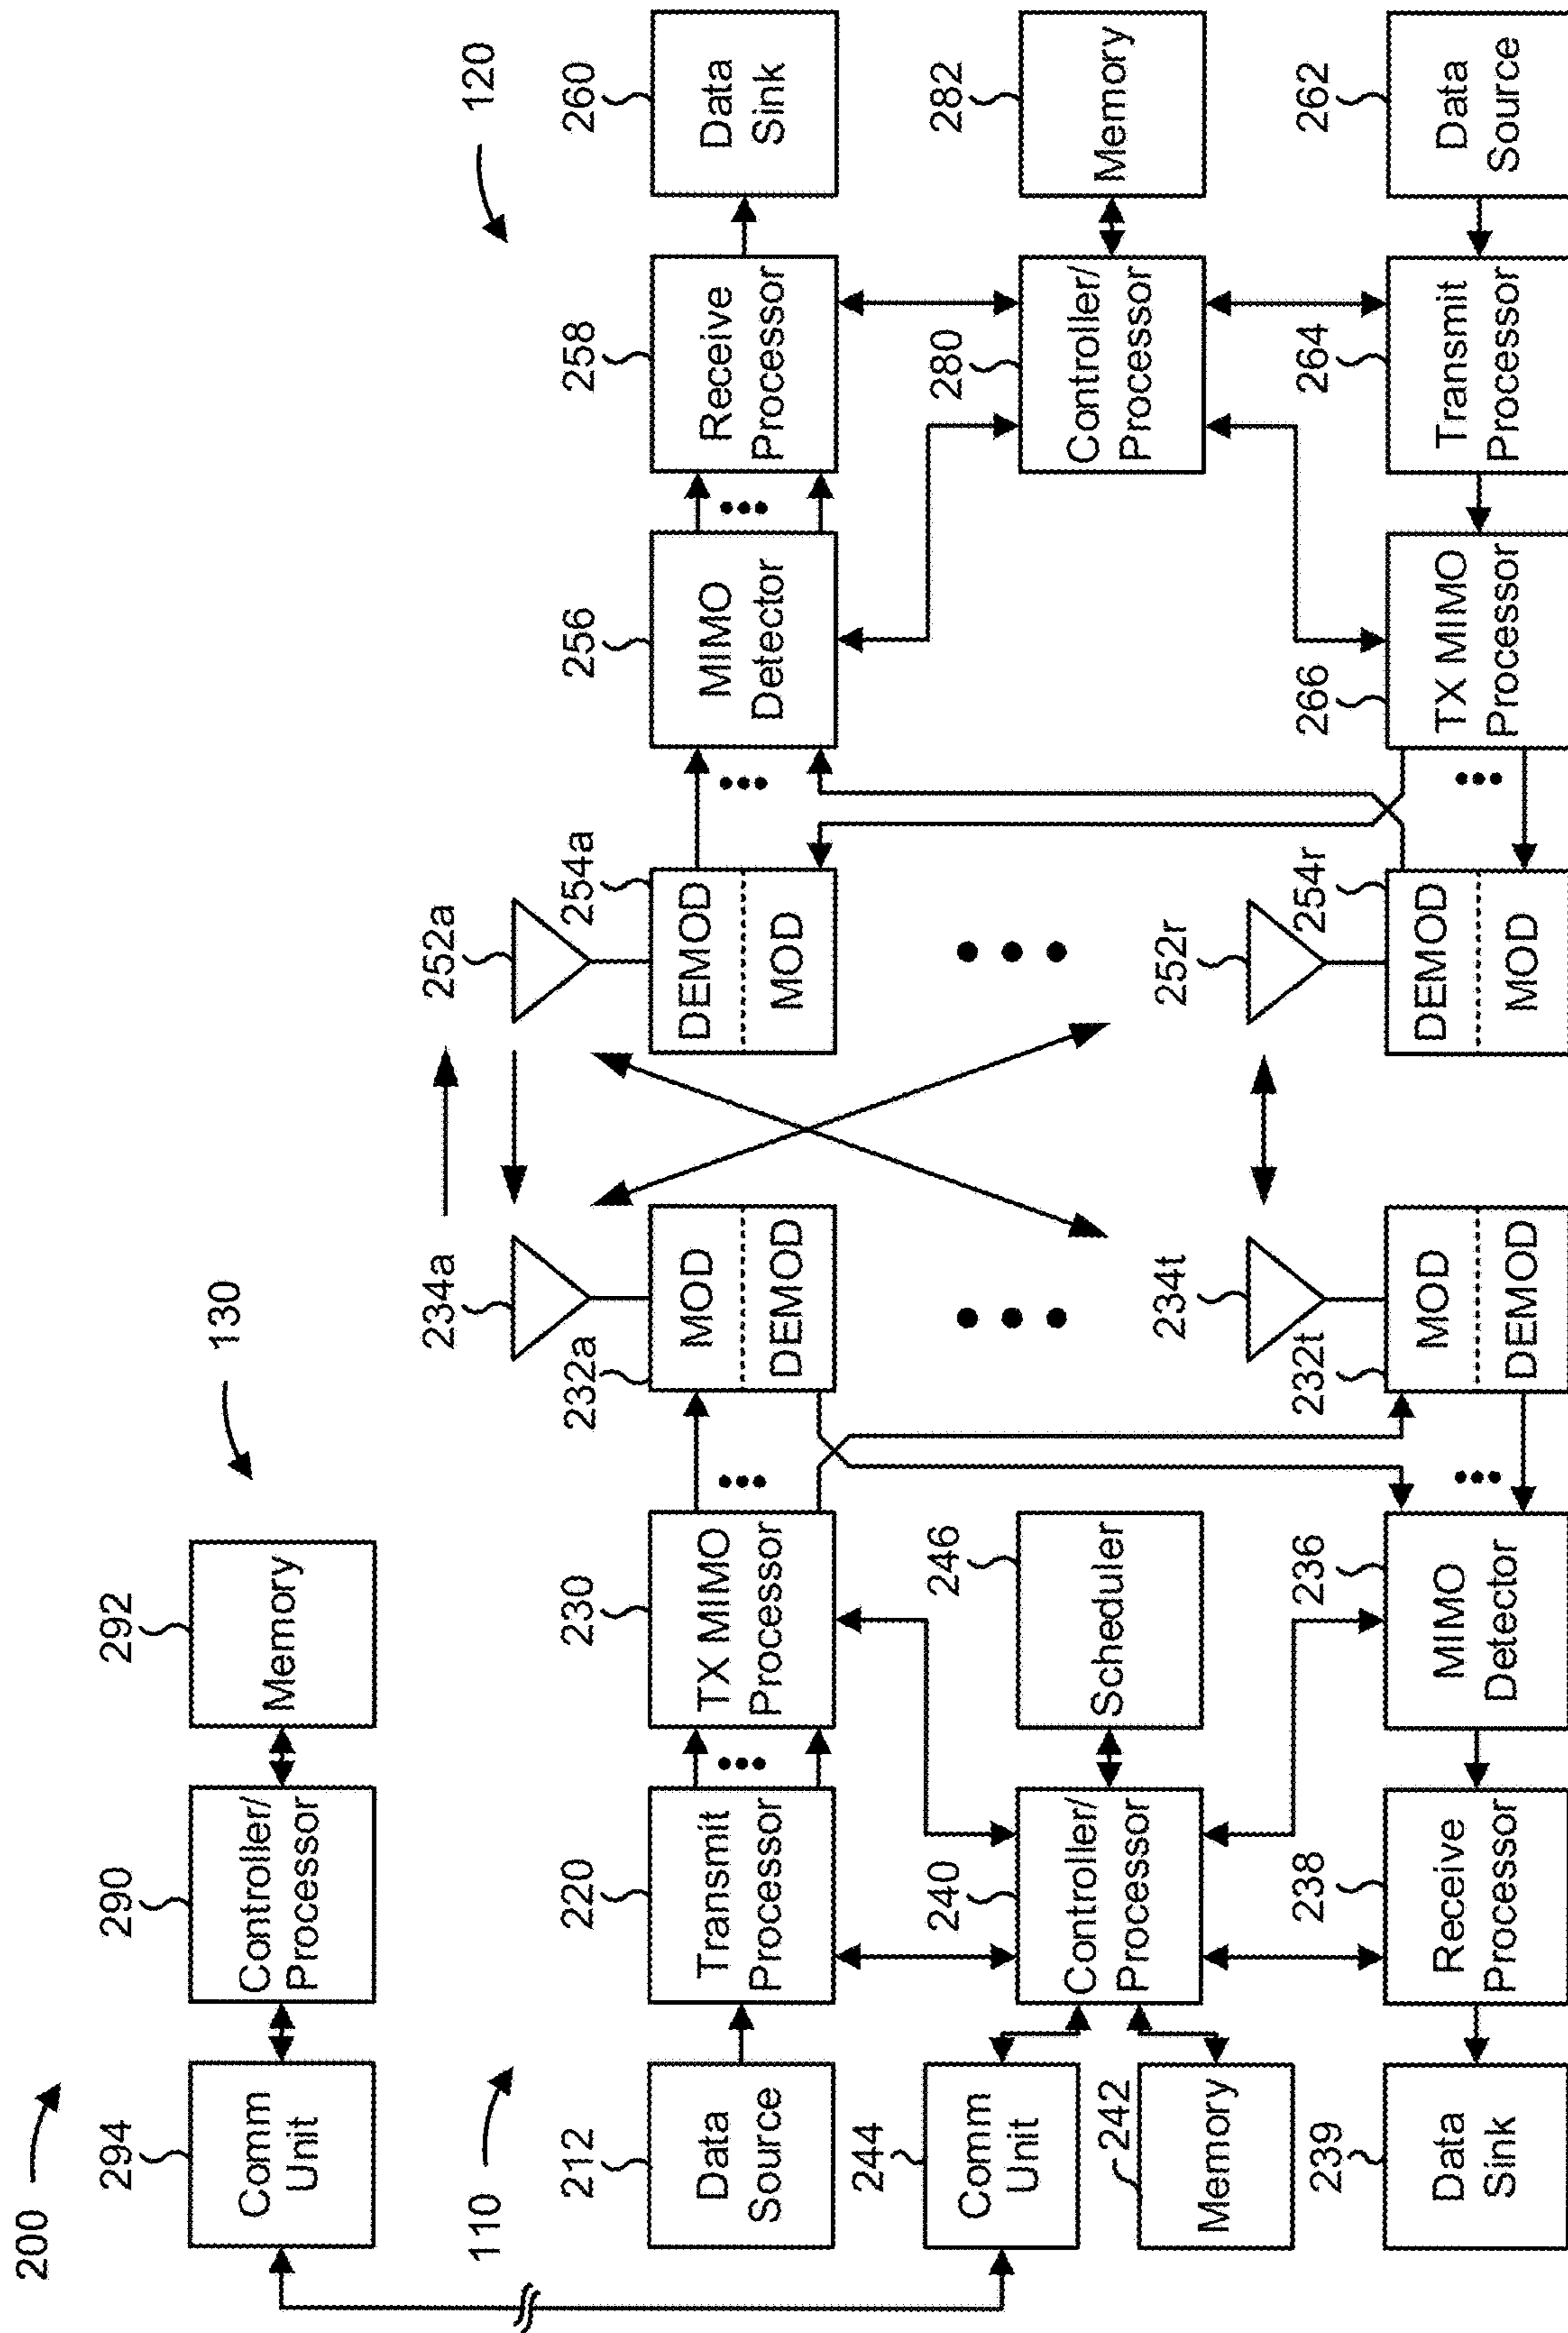 200
294
Comm
Unit
290
Controller/
Processor
292
Memory
130
110
212
Data
Source
220
Transmit
Processor
230
TX MIMO
Processor
232a
MOD
DEMOD
234a
252a
254a
DEMOD
MOD
256
MIMO
Detector
258
Receive
Processor
260
Data
Sink
120
244
Comm
Unit
242
Memory
240
Controller/
Processor
246
Scheduler
280
Controller/
Processor
282
Memory
239
Data
Sink
238
Receive
Processor
236
MIMO
Detector
232t
MOD
DEMOD
234t
252r
254r
DEMOD
MOD
266
TX MIMO
Processor
264
Transmit
Processor
262
Data
Source